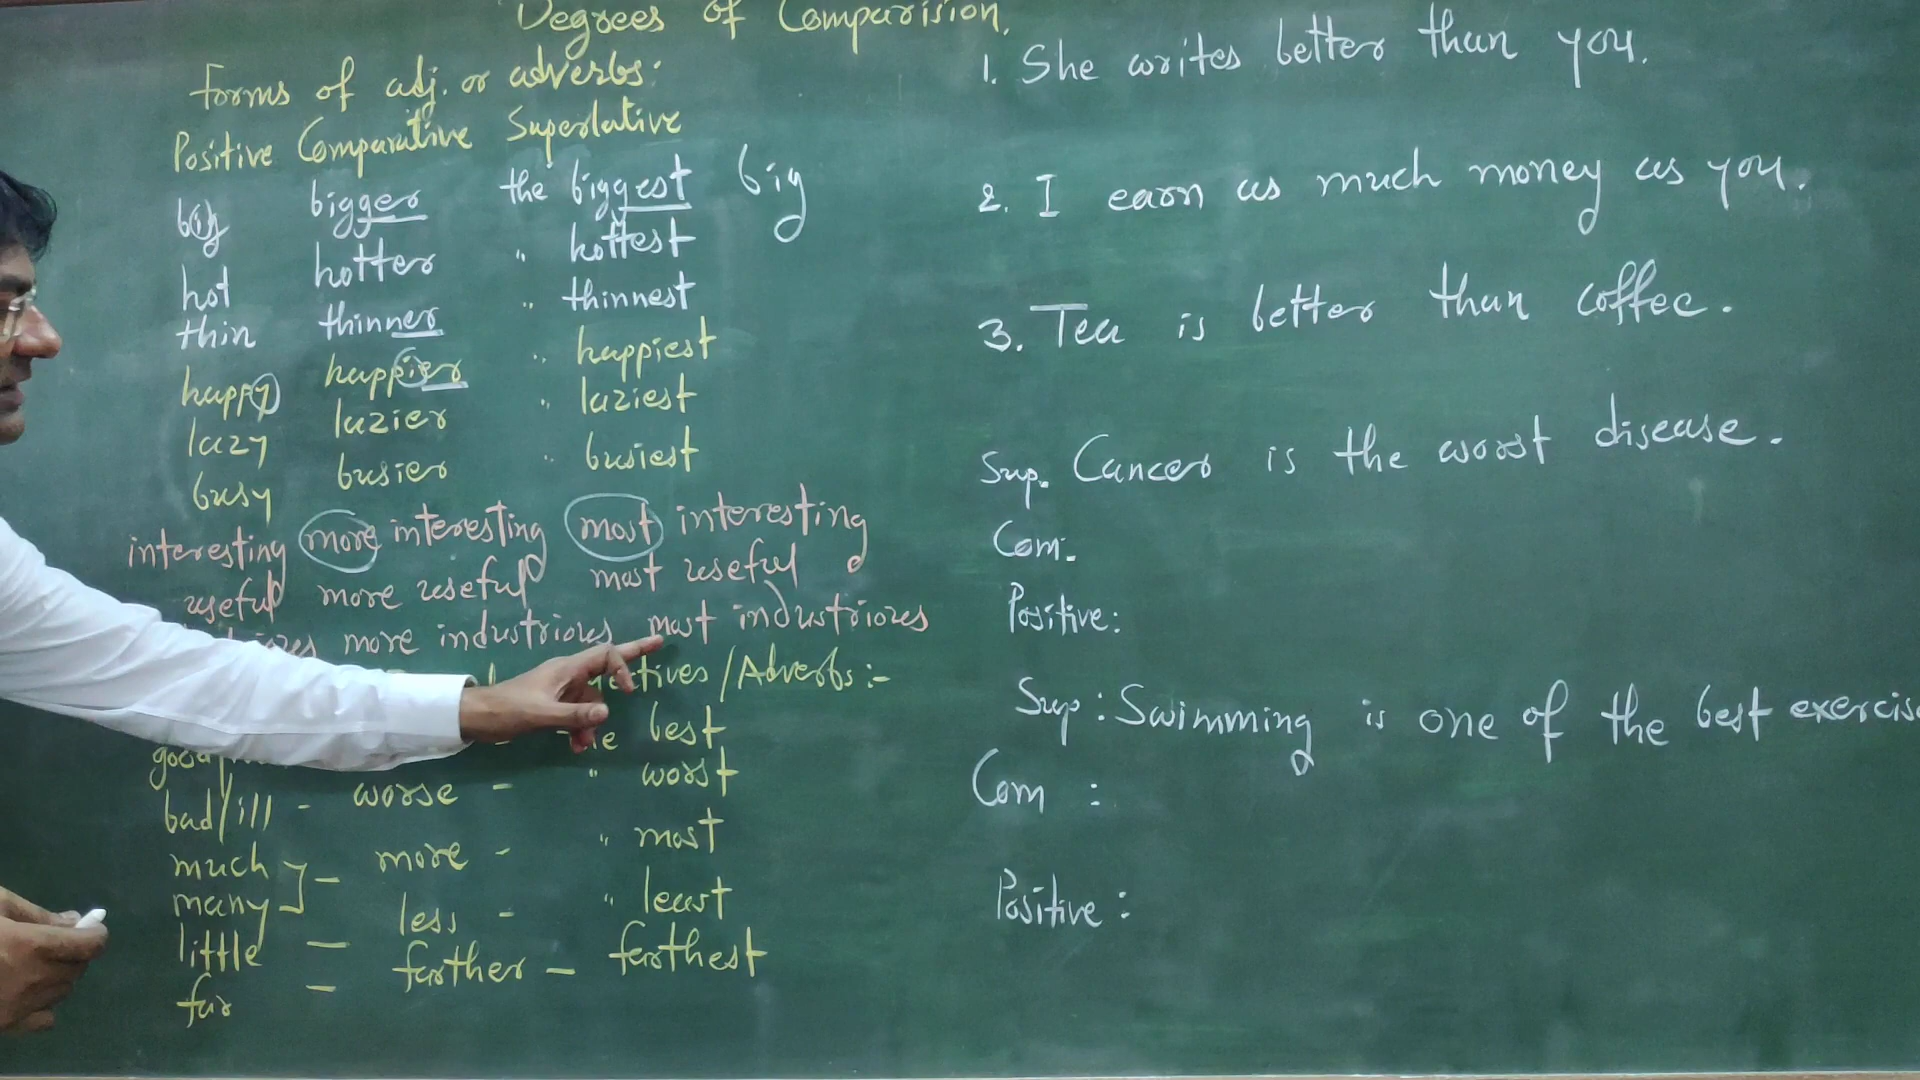 Degrees of Comparision,
Forms of adj. or adverbs:
Positive Comparative Superlative
big bigger the biggest big
hot hotter " hottest
thin thinner " thinnest
happy happier " happiest
lazy lazier " laziest
busy busier " busiest
interesting more interesting most interesting
useful more useful most useful
more industrious most industrious
/Adverbs:-
good best
bad/ill - worse - " worst
much
many - more - " most
little - less - " least
far - farther - farthest
1. She writes better than you.
2. I earn as much money as you.
3. Tea is better than coffee.
Sup. Cancer is the worst disease.
Com.
Positive:
Sup: Swimming is one of the best
Com :
Positive :